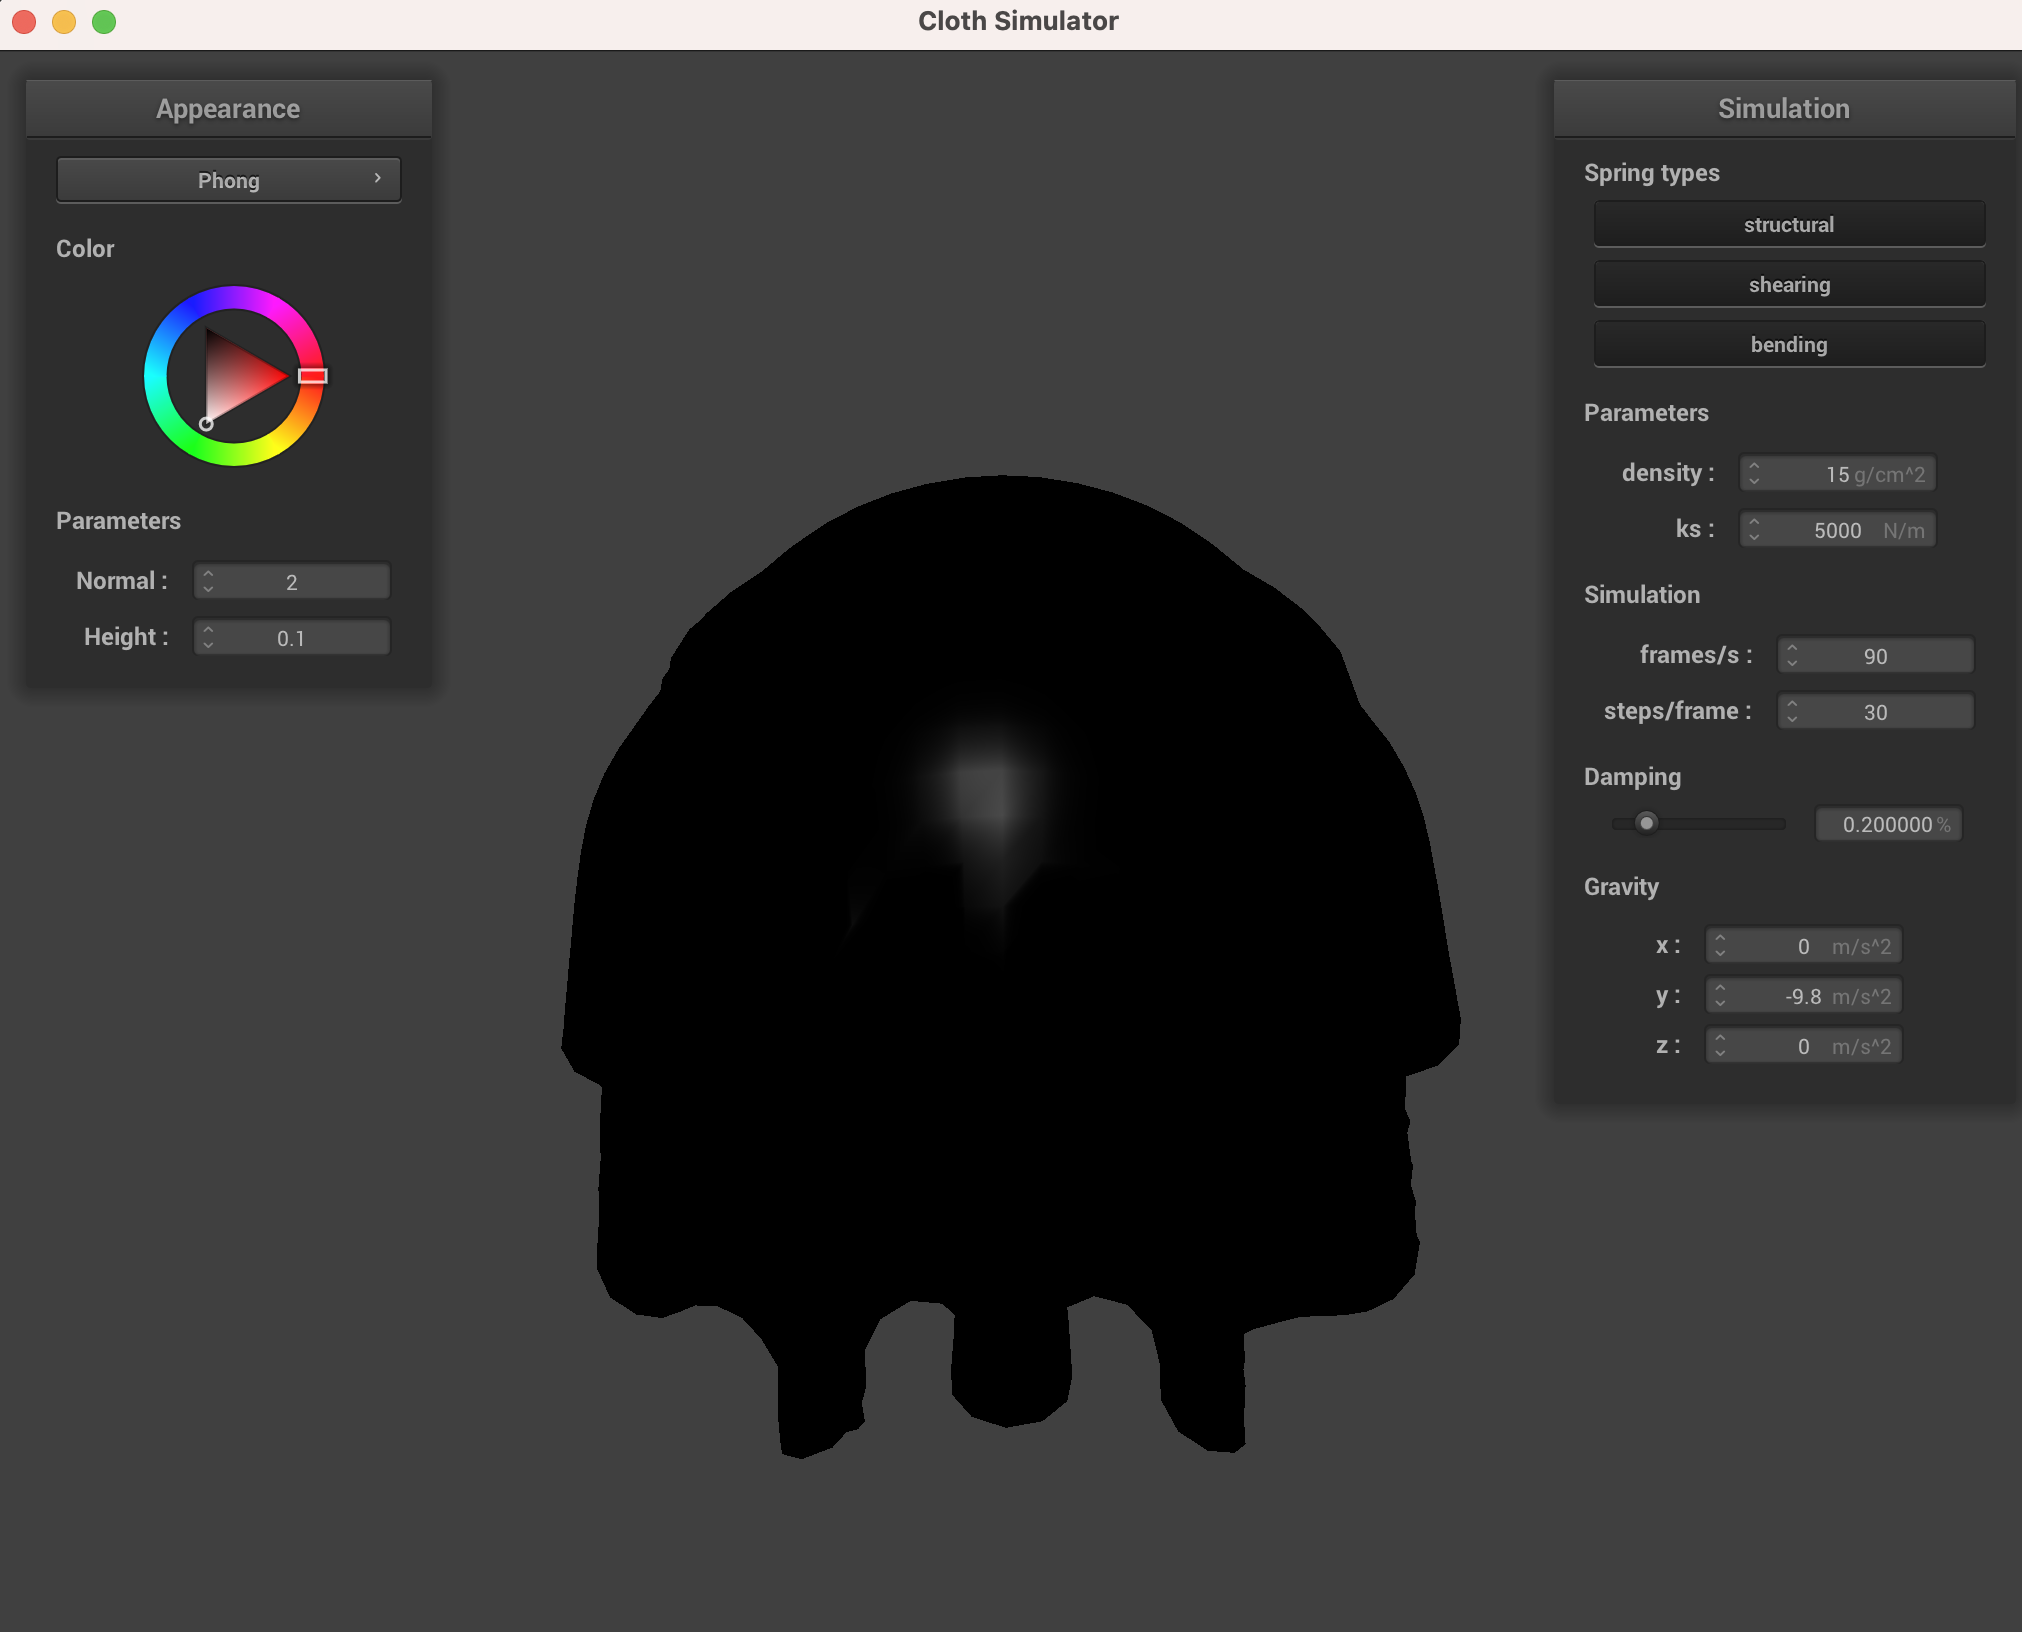 Cloth Simulator
Appearance
Phong
Color
Parameters
Normal : 2
Height : 0.1
Simulation
Spring types
structural
shearing
bending
Parameters
density : 15 g/cm^2
ks : 5000 N/m
Simulation
frames/s : 90
steps/frame : 30
Damping
0.200000 %
Gravity
x : 0 m/s^2
y : -9.8 m/s^2
z : 0 m/s^2